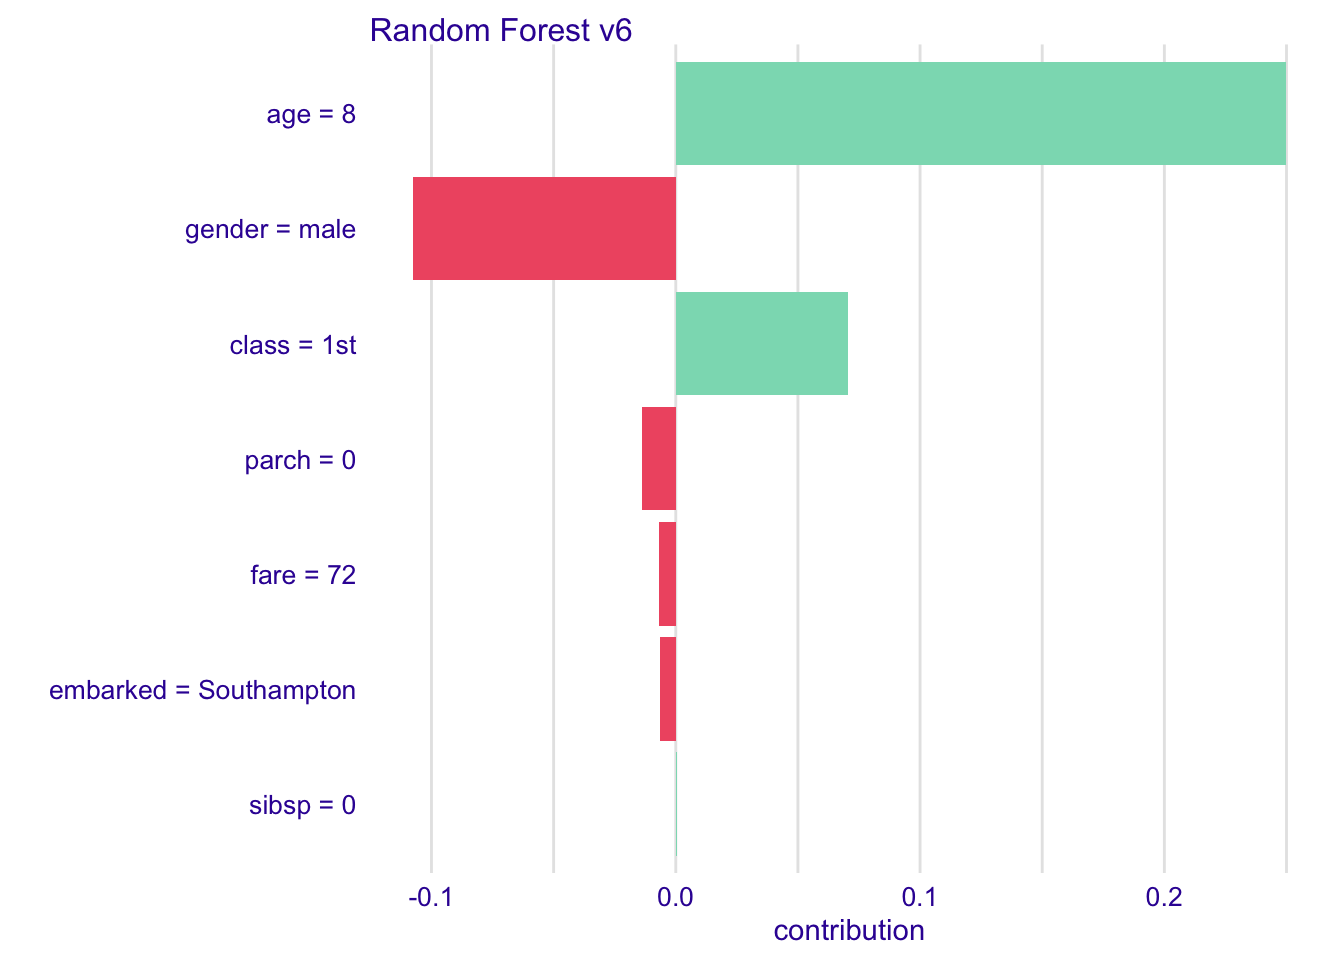 Random Forest v6
age = 8
gender = male
class = 1st
parch = 0
fare = 72
embarked = Southampton
sibsp = 0
-0.1 0.0 0.1 0.2
contribution